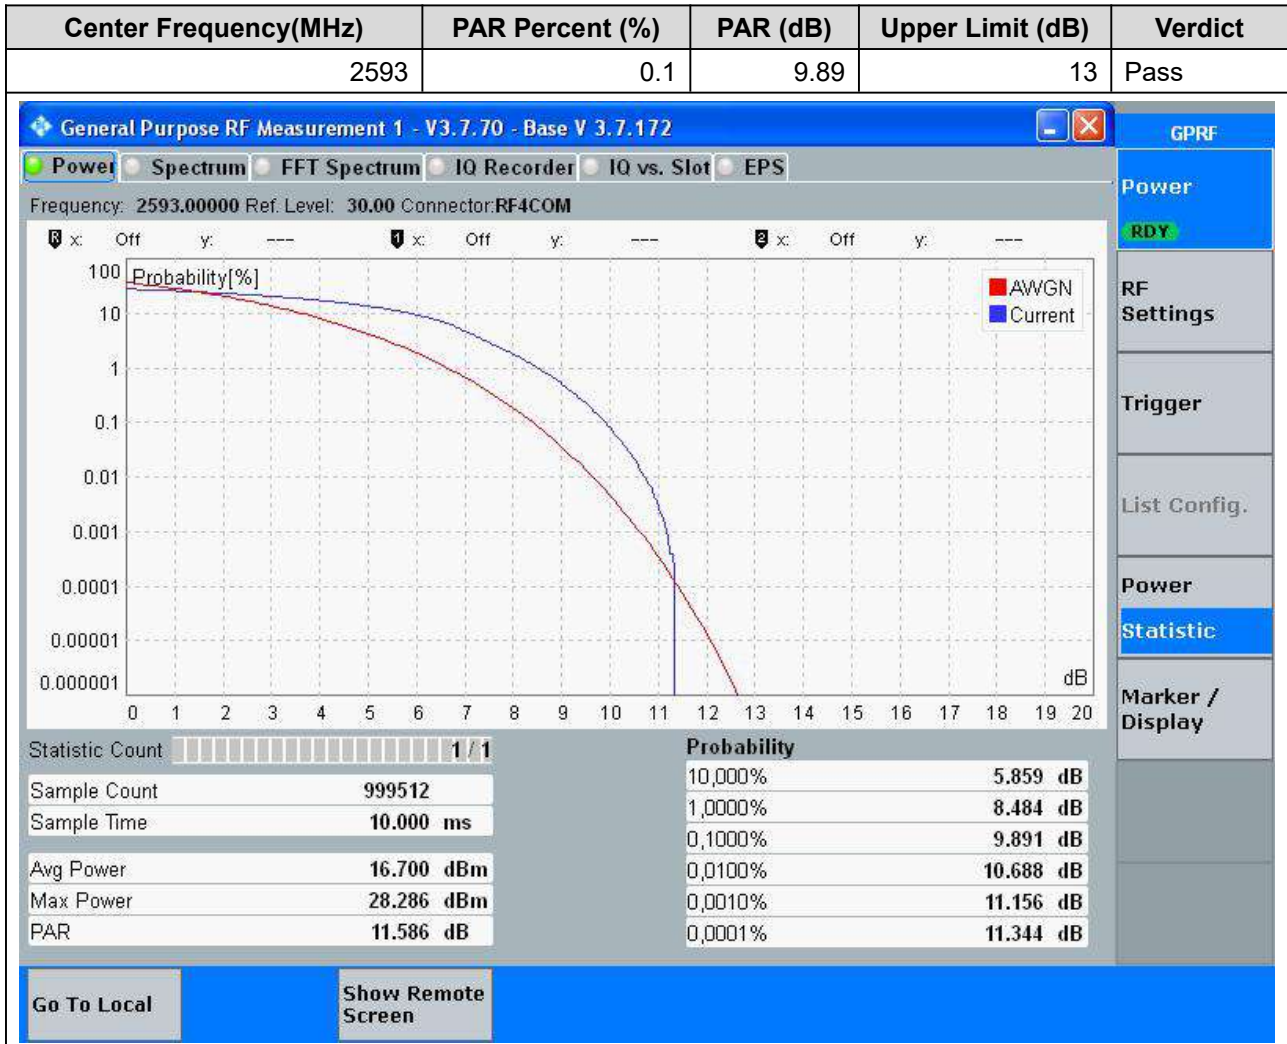 Center Frequency(MHz) PAR Percent (%) PAR (dB) Upper Limit (dB) Verdict
2593 0.1 9.89 13 Pass
General Purpose RF Measurement 1 - V3.7.70 - Base V 3.7.172
GPRF
Power Spectrum FFT Spectrum IQ Recorder IQ vs. Slot EPS
Power
RDY
Frequency: 2593.00000 Ref. Level: 30.00 Connector:RF4COM
R x: Off y: --- 1 x: Off y: --- 2 x: Off y: ---
Probability[%]
100
10
1
0.1
0.01
0.001
0.0001
0.00001
0.000001
AWGN
Current
dB
0 1 2 3 4 5 6 7 8 9 10 11 12 13 14 15 16 17 18 19 20
RF
Settings
Trigger
List Config.
Power
Statistic
Marker /
Display
Statistic Count 1 / 1
Sample Count 999512
Sample Time 10.000 ms
Avg Power 16.700 dBm
Max Power 28.286 dBm
PAR 11.586 dB
Probability
10,000% 5.859 dB
1,0000% 8.484 dB
0,1000% 9.891 dB
0,0100% 10.688 dB
0,0010% 11.156 dB
0,0001% 11.344 dB
Go To Local
Show Remote
Screen